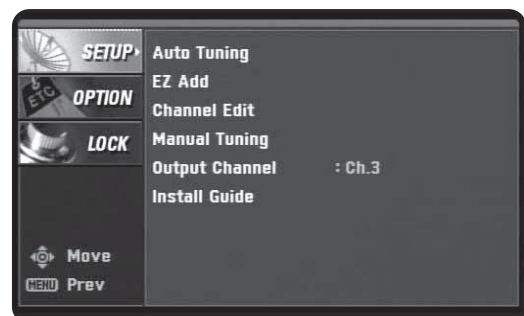 SETUP
OPTION
ETC
LOCK
Auto Tuning
EZ Add
Channel Edit
Manual Tuning
Output Channel : Ch.3
Install Guide
Move
MENU Prev